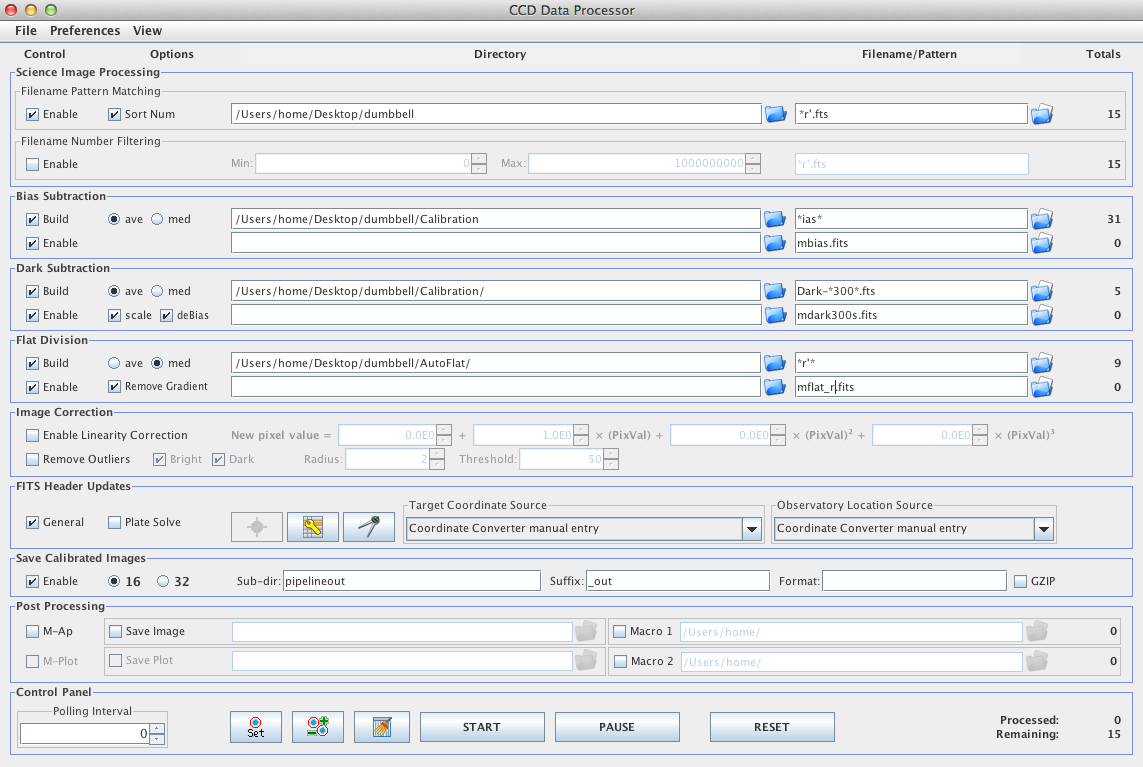 CCD Data Processor
File Preferences View
Control Options Directory Filename/Pattern Totals
Science Image Processing
Filename Pattern Matching
Enable Sort Num /Users/home/Desktop/dumbbell *r'.fts 15
Filename Number Filtering
Enable Min: 0 Max: 1000000000 *r'.fts 15
Bias Subtraction
Build ave med /Users/home/Desktop/dumbbell/Calibration *ias* 31
Enable mbias.fits 0
Dark Subtraction
Build ave med /Users/home/Desktop/dumbbell/Calibration/ Dark-*300*.fts 5
Enable scale deBias mdark300s.fits 0
Flat Division
Build ave med /Users/home/Desktop/dumbbell/AutoFlat/ *r'* 9
Enable Remove Gradient mflat_r.fits 0
Image Correction
Enable Linearity Correction New pixel value = 0.0E0 + 1.0E0 × (PixVal) + 0.0E0 × (PixVal)² + 0.0E0 × (PixVal)³
Remove Outliers Bright Dark Radius: 2 Threshold: 50
FITS Header Updates
Target Coordinate Source Observatory Location Source
General Plate Solve Coordinate Converter manual entry Coordinate Converter manual entry
Save Calibrated Images
Enable 16 32 Sub-dir: pipelineout Suffix: _out Format: GZIP
Post Processing
M-Ap Save Image Macro 1 /Users/home/ 0
M-Plot Save Plot Macro 2 /Users/home/ 0
Control Panel
Polling Interval
0 Set START PAUSE RESET
Processed: 0
Remaining: 15